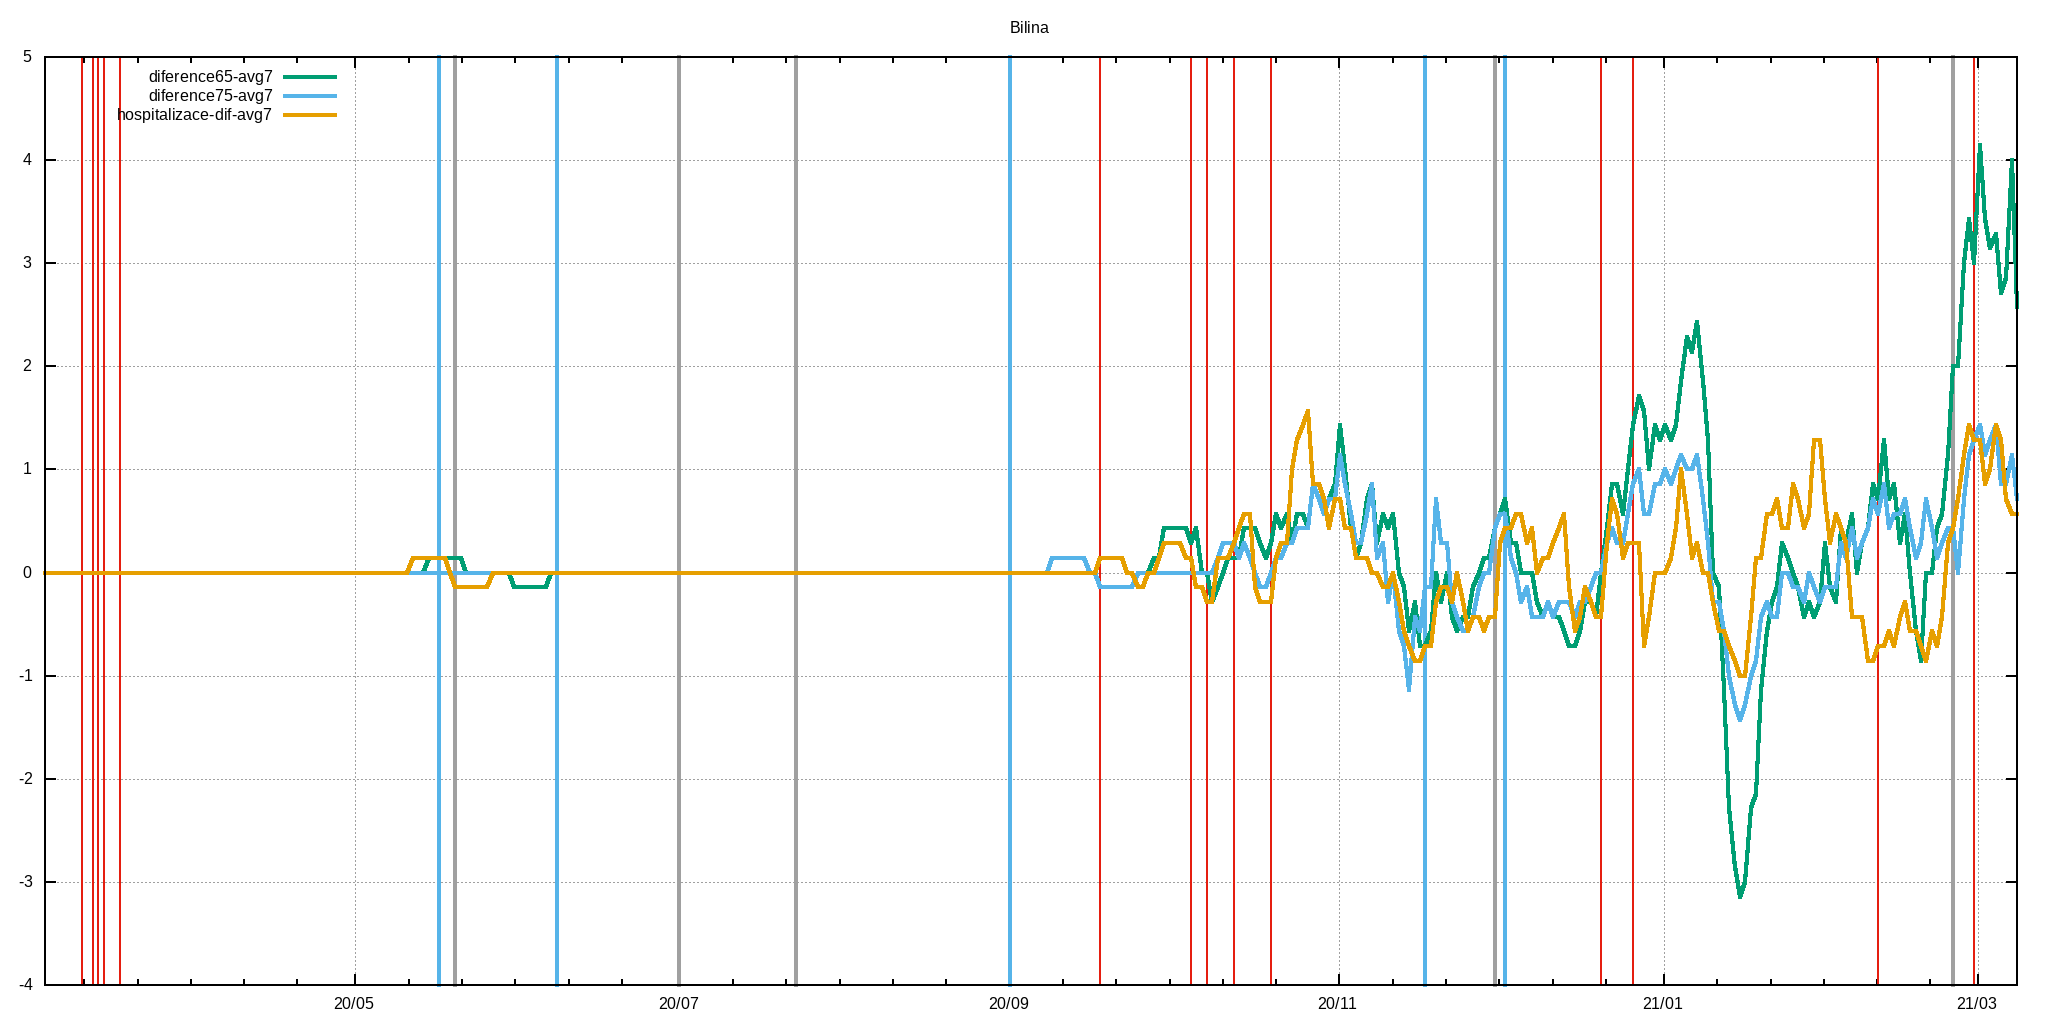 Bilina
5
diference65-avg7
diference75-avg7
hospitalizace-dif-avg7
4
3
2
1
0
-1
-2
-3
-4
20/05 20/07 20/09 20/11 21/01 21/03